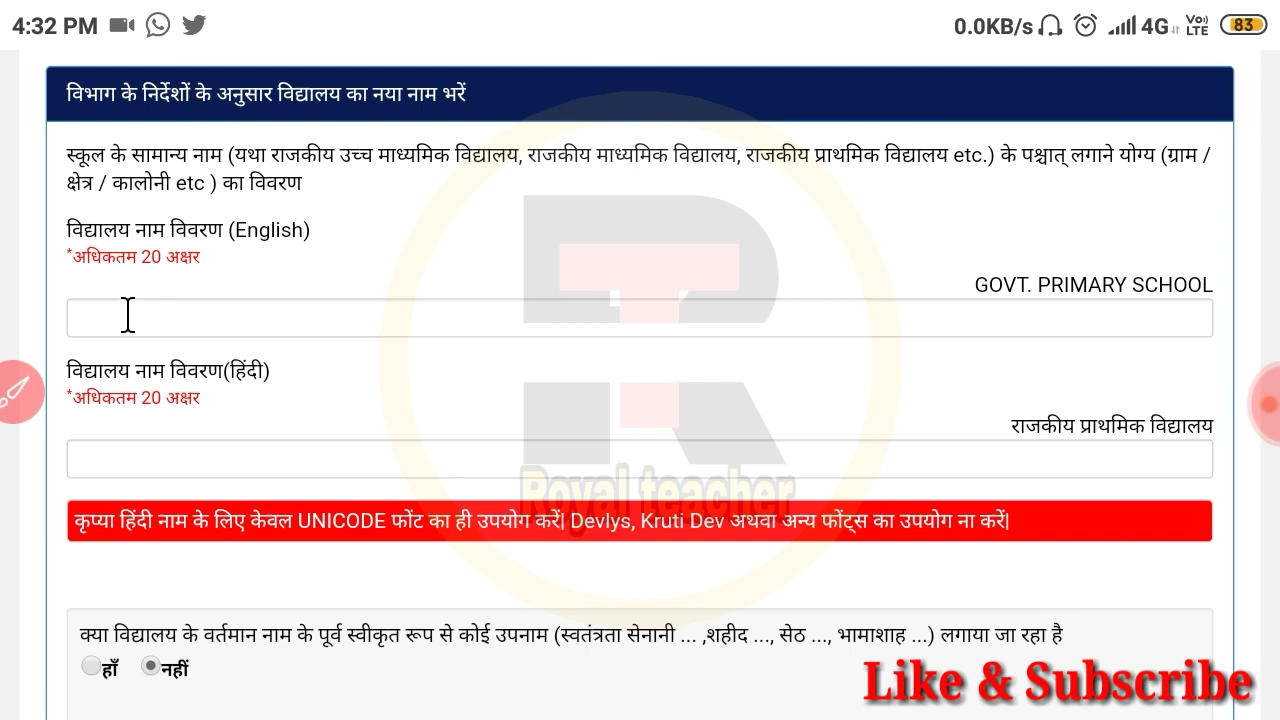 4:32 PM 0.0KB/s 4G Vo) LTE 83
विभाग के निर्देशों के अनुसार विद्यालय का नया नाम भरें
स्कूल के सामान्य नाम (यथा राजकीय उच्च माध्यमिक विद्यालय, राजकीय माध्यमिक विद्यालय, राजकीय प्राथमिक विद्यालय etc.) के पश्चात् लगाने योग्य (ग्राम /
क्षेत्र / कालोनी etc ) का विवरण
विद्यालय नाम विवरण (English)
*अधिकतम 20 अक्षर
GOVT. PRIMARY SCHOOL
विद्यालय नाम विवरण(हिंदी)
*अधिकतम 20 अक्षर
राजकीय प्राथमिक विद्यालय
Royal teacher
कृप्या हिंदी नाम के लिए केवल UNICODE फोंट का ही उपयोग करें| Devlys, Kruti Dev अथवा अन्य फोंट्स का उपयोग ना करें|
क्या विद्यालय के वर्तमान नाम के पूर्व स्वीकृत रूप से कोई उपनाम (स्वतंत्रता सेनानी ... ,शहीद ..., सेठ ..., भामाशाह ...) लगाया जा रहा है
हाँ नहीं
Like & Subscribe